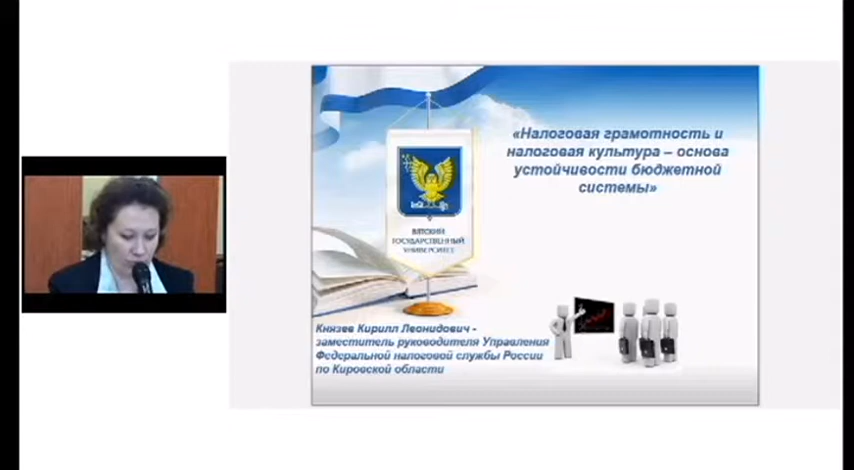 «Налоговая грамотность и
налоговая культура – основа
устойчивости бюджетной
системы»
ВЯТСКИЙ
ГОСУДАРСТВЕННЫЙ
УНИВЕРСИТЕТ
Князев Кирилл Леонидович -
заместитель руководителя Управления
Федеральной налоговой службы России
по Кировской области